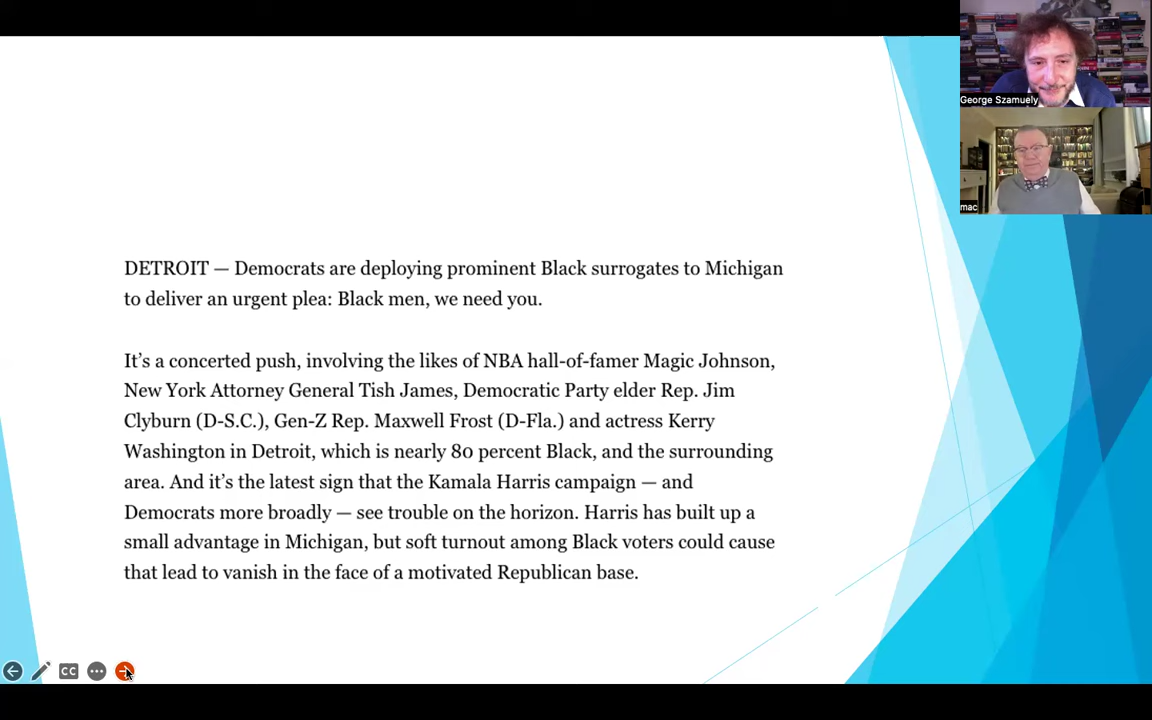 George Szamuely
mac
DETROIT — Democrats are deploying prominent Black surrogates to Michigan
to deliver an urgent plea: Black men, we need you.
It’s a concerted push, involving the likes of NBA hall-of-famer Magic Johnson,
New York Attorney General Tish James, Democratic Party elder Rep. Jim
Clyburn (D-S.C.), Gen-Z Rep. Maxwell Frost (D-Fla.) and actress Kerry
Washington in Detroit, which is nearly 80 percent Black, and the surrounding
area. And it’s the latest sign that the Kamala Harris campaign — and
Democrats more broadly — see trouble on the horizon. Harris has built up a
small advantage in Michigan, but soft turnout among Black voters could cause
that lead to vanish in the face of a motivated Republican base.
CC